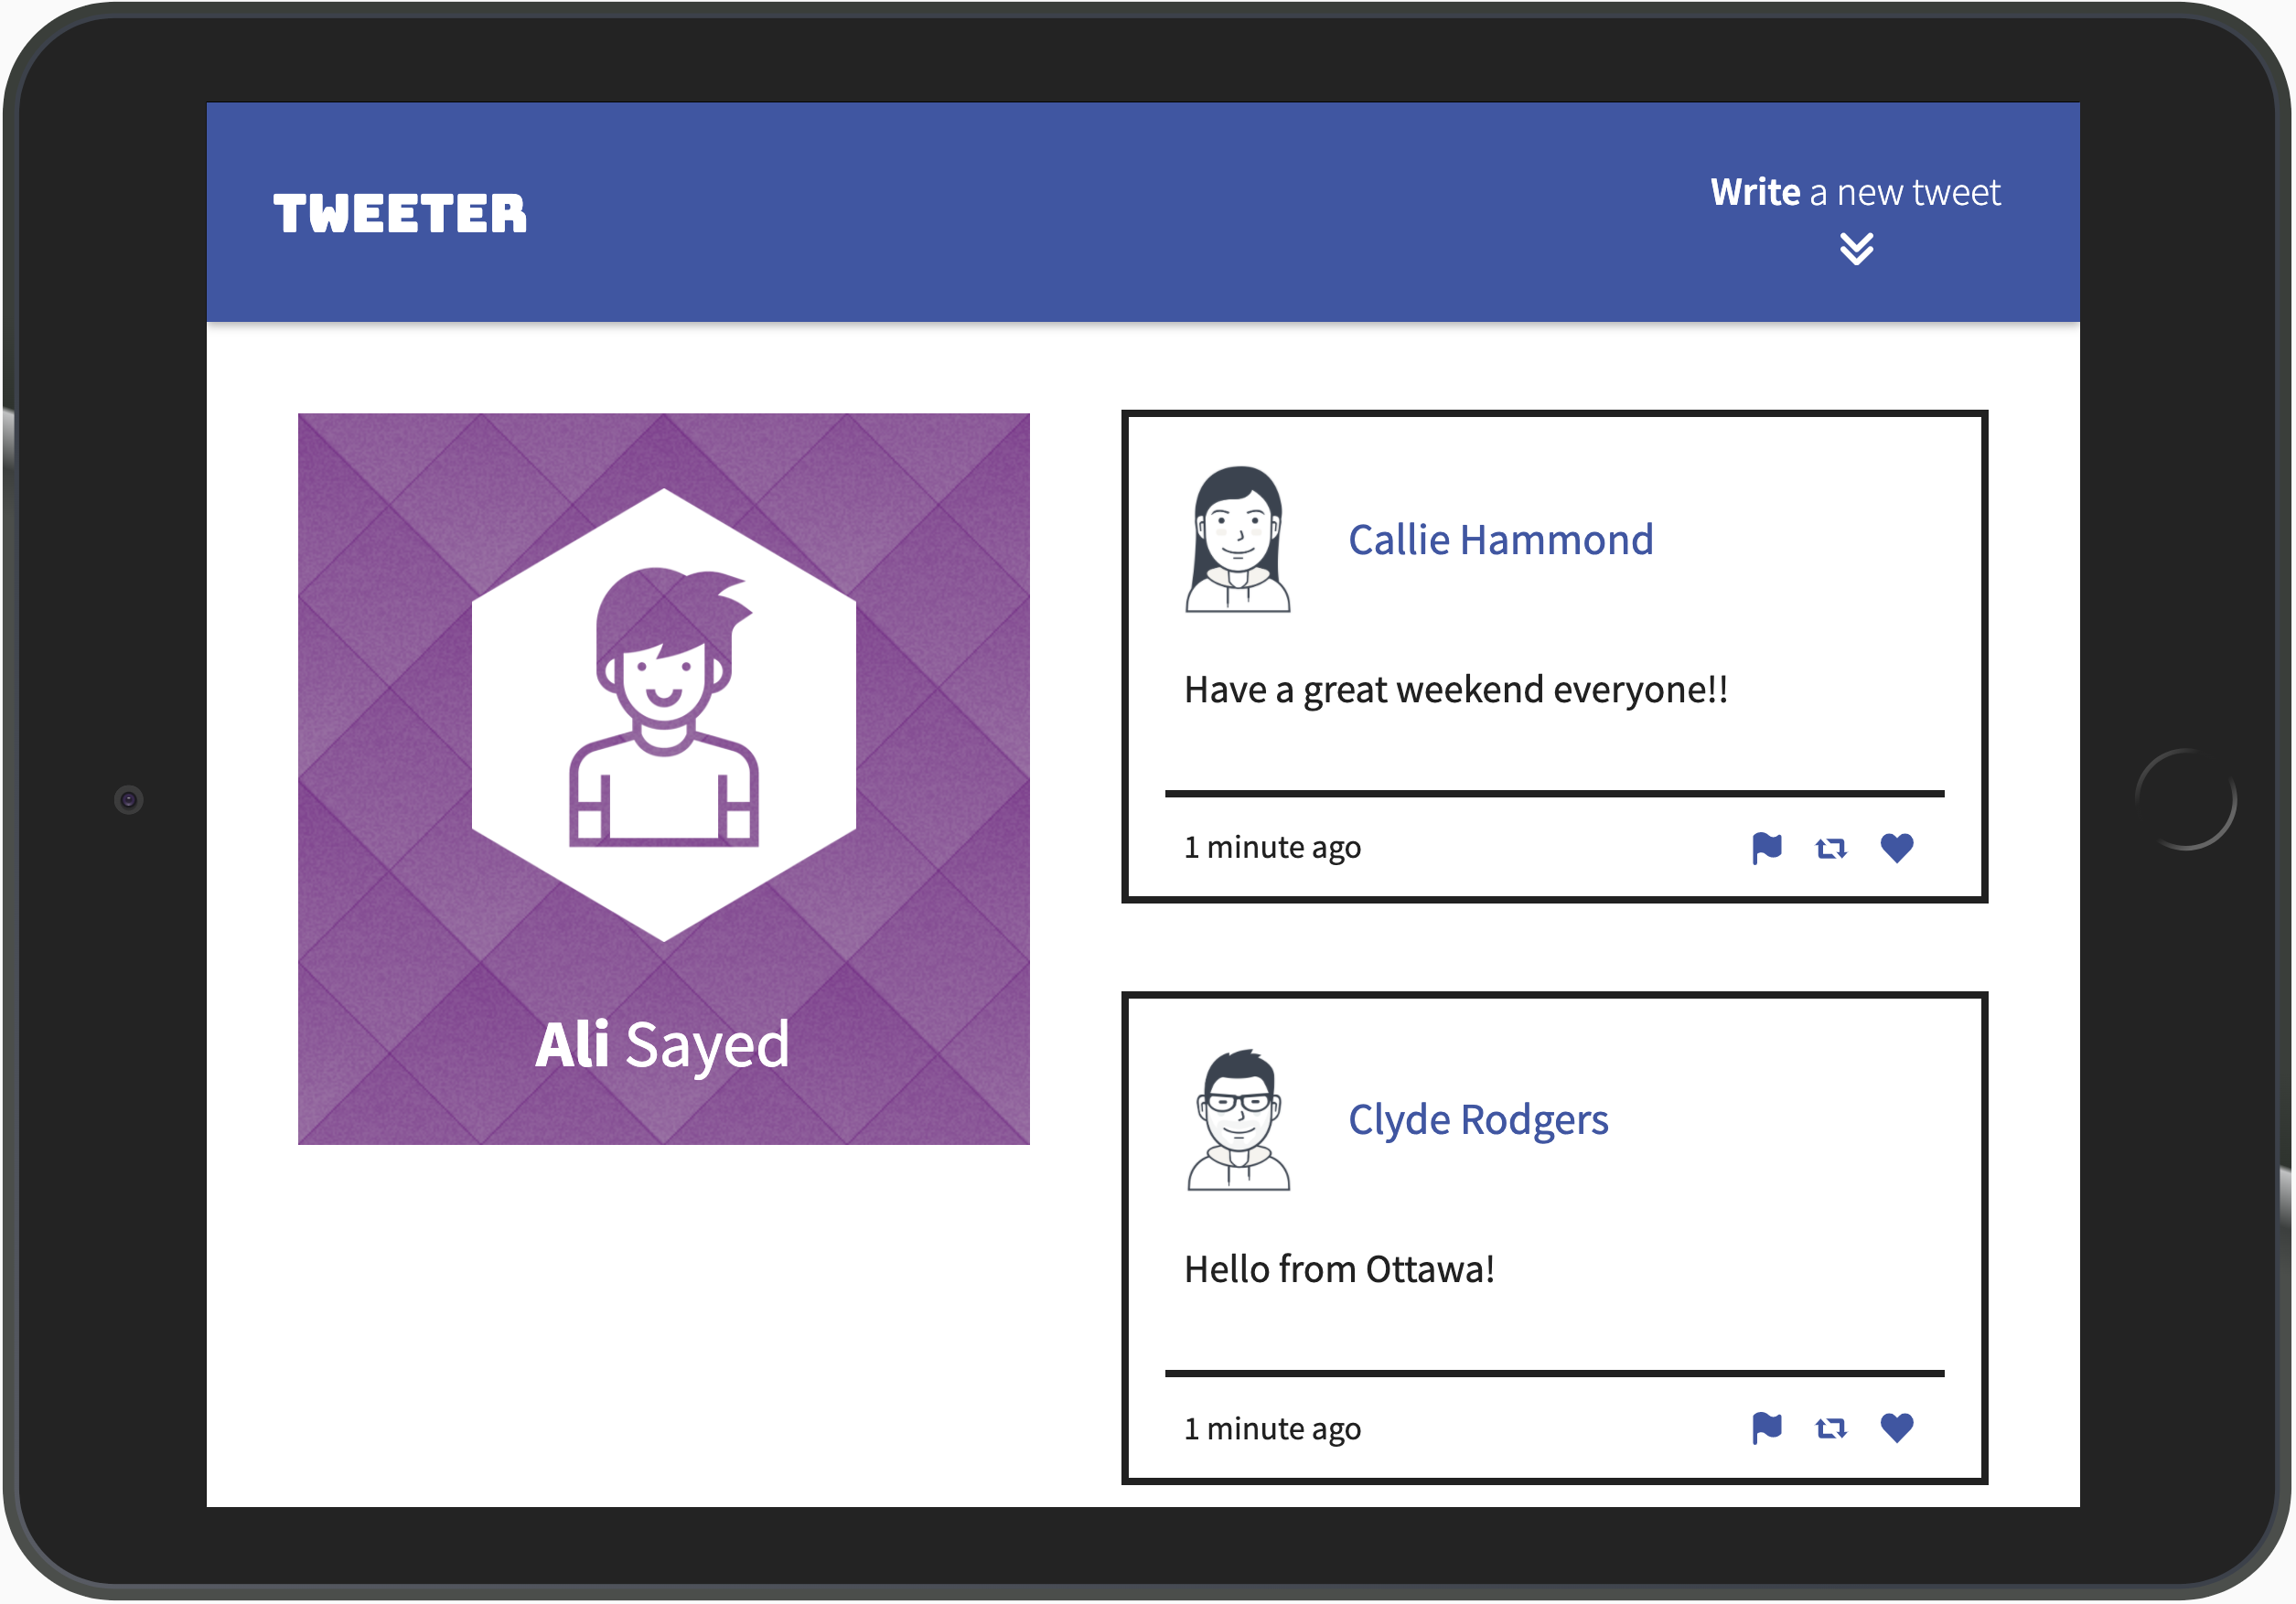 TWEETER
Write a new tweet
Ali Sayed
Callie Hammond
Have a great weekend everyone!!
1 minute ago
Clyde Rodgers
Hello from Ottawa!
1 minute ago